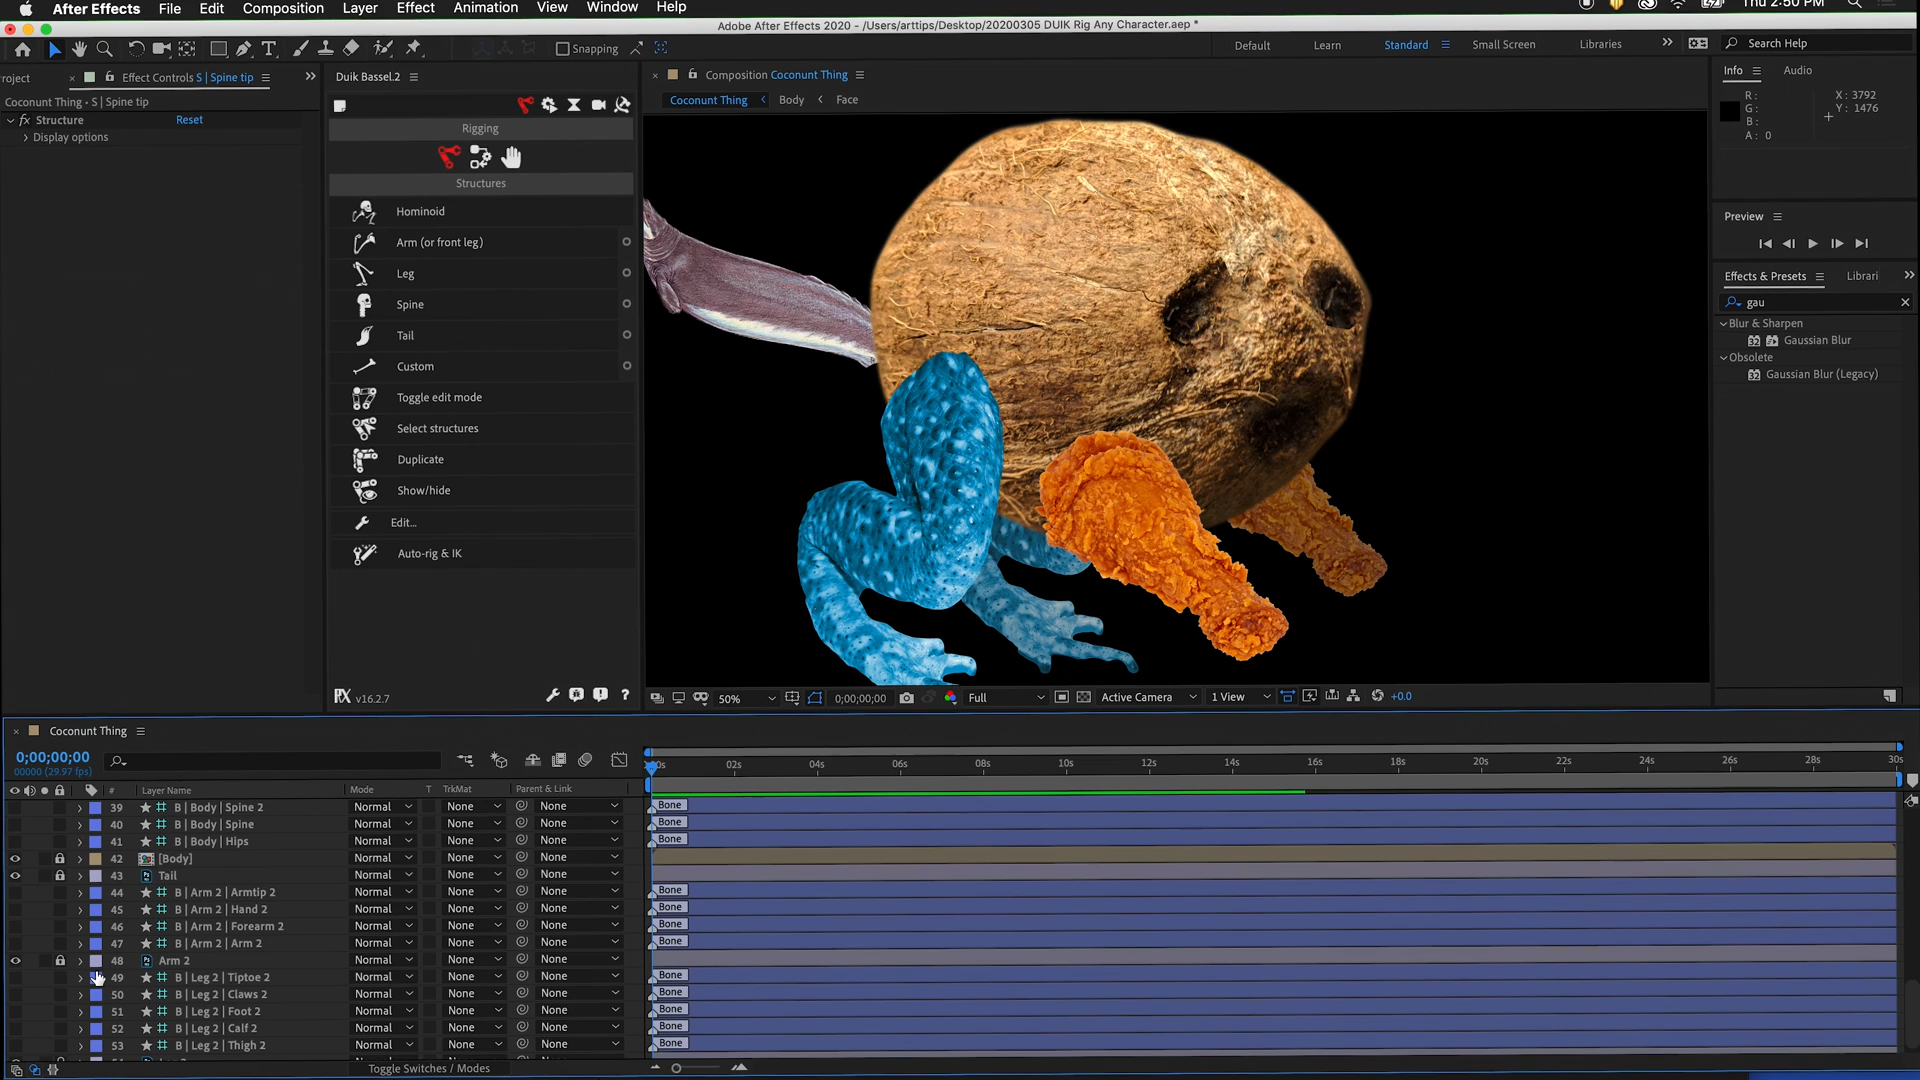 After Effects File Edit Composition Layer Effect Animation View Window Help Thu 2:50 PM
Adobe After Effects 2020 - /Users/arttips/Desktop/20200305 DUIK Rig Any Character.aep *
Snapping Default Learn Standard Small Screen Libraries Search Help
roject Effect Controls S | Spine tip Duik Bassel.2 Composition Coconunt Thing Info Audio
Coconunt Thing • S | Spine tip Coconunt Thing Body Face
fx Structure Reset
Display options
R: X: 3792
G: Y: 1476
B:
A: 0
Rigging
Structures
Hominoid
Arm (or front leg)
Leg
Spine
Tail
Custom
Toggle edit mode
Select structures
Duplicate
Show/hide
Edit...
Auto-rig & IK
v16.2.7
Preview
Effects & Presets Librari
gau
Blur & Sharpen
32 Gaussian Blur
Obsolete
32 Gaussian Blur (Legacy)
50% 0;00;00;00 Full Active Camera 1 View +0.0
Coconunt Thing
0;00;00;00
00000 (29.97 fps)
02s 04s 06s 08s 10s 12s 14s 16s 18s 20s 22s 24s 26s 28s 30s
# Layer Name Mode T TrkMat Parent & Link
39 B | Body | Spine 2 Normal None None Bone
40 B | Body | Spine Normal None None Bone
41 B | Body | Hips Normal None None Bone
42 [Body] Normal None None
43 Tail Normal None None
44 B | Arm 2 | Armtip 2 Normal None None Bone
45 B | Arm 2 | Hand 2 Normal None None Bone
46 B | Arm 2 | Forearm 2 Normal None None Bone
47 B | Arm 2 | Arm 2 Normal None None Bone
48 Arm 2 Normal None None
49 B | Leg 2 | Tiptoe 2 Normal None None Bone
50 B | Leg 2 | Claws 2 Normal None None Bone
51 B | Leg 2 | Foot 2 Normal None None Bone
52 B | Leg 2 | Calf 2 Normal None None Bone
53 B | Leg 2 | Thigh 2 Normal None None Bone
Toggle Switches / Modes